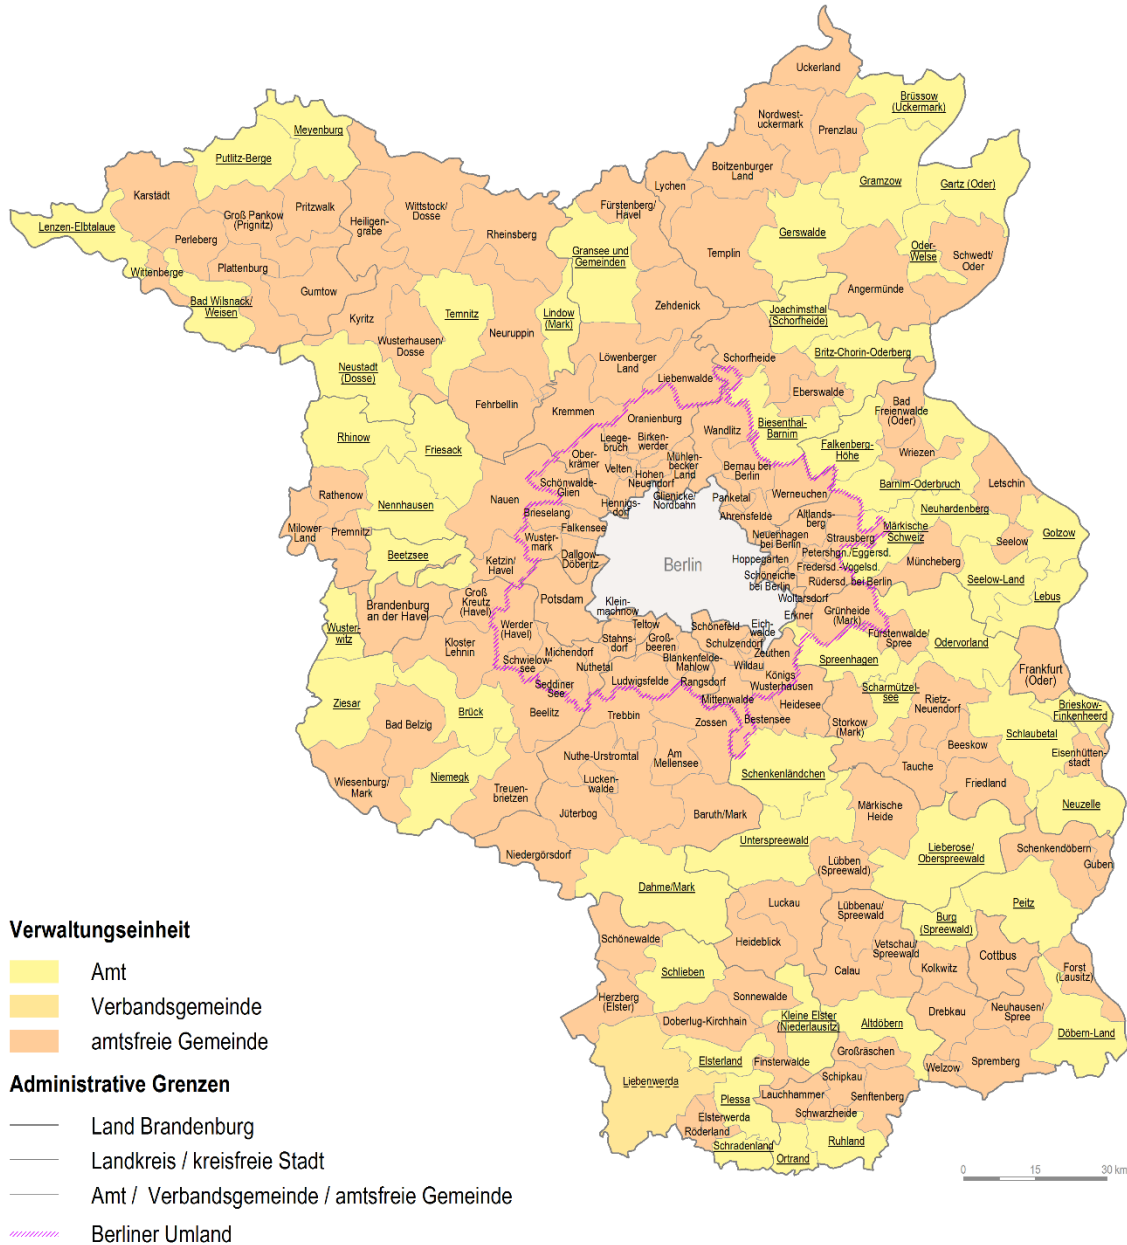 Uckerland
Brüssow
(Uckermark)
Nordwest-
uckermark
Prenzlau
Meyenburg
Putlitz-Berge
Boitzenburger
Land
Gramzow
Gartz (Oder)
Lychen
Karstädt
Pritzwalk
Wittstock/
Dosse
Fürstenberg/
Havel
Groß Pankow
(Prignitz)
Heiligen-
grabe
Lenzen-Elbtalaue
Rheinsberg
Gerswalde
Perleberg
Gransee und
Gemeinden
Templin
Oder-
Welse
Schwedt/
Oder
Wittenberge
Plattenburg
Angermünde
Gumtow
Bad Wilsnack/
Weisen
Zehdenick
Joachimsthal
(Schorfheide)
Kyritz
Temnitz
Lindow
(Mark)
Neuruppin
Wusterhausen/
Dosse
Britz-Chorin-Oderberg
Löwenberger
Land
Schorfheide
Neustadt
(Dosse)
Liebenwalde
Eberswalde
Bad
Freienwalde
(Oder)
Fehrbellin
Kremmen
Oranienburg
Wandlitz
Biesenthal-
Barnim
Rhinow
Friesack
Leege-
bruch
Birken-
werder
Falkenberg-
Höhe
Wriezen
Ober-
krämer
Velten
Hohen
Neuendorf
Mühlen-
becker
Land
Bernau bei
Berlin
Rathenow
Nennhausen
Nauen
Schönwalde-
Glien
Hennigs-
dorf
Glienicke/
Nordbahn
Panketal
Werneuchen
Barnim-Oderbruch
Letschin
Milower
Land
Premnitz
Brieselang
Ahrensfelde
Altlands-
berg
Neuhardenberg
Falkensee
Wuster-
mark
Neuenhagen
bei Berlin
Strausberg
Märkische
Schweiz
Golzow
Seelow
Beetzsee
Ketzin/
Havel
Dallgow-
Döberitz
Berlin
Hoppegarten
Petershgn./Eggersd.
Fredersd.-Vogelsd.
Müncheberg
Schöneiche
bei Berlin
Rüdersd. bei Berlin
Seelow-Land
Lebus
Wuster-
witz
Brandenburg
an der Havel
Groß
Kreutz
(Havel)
Potsdam
Klein-
machnow
Woltersdorf
Erkner
Grünheide
(Mark)
Werder
(Havel)
Teltow
Schönefeld
Eich-
walde
Fürstenwalde/
Spree
Odervorland
Kloster
Lehnin
Stahns-
dorf
Groß-
beeren
Schulzendorf
Zeuthen
Michendorf
Schwielow-
see
Nuthetal
Blankenfelde-
Mahlow
Wildau
Spreenhagen
Frankfurt
(Oder)
Ziesar
Seddiner
See
Ludwigsfelde
Rangsdorf
Königs
Wusterhausen
Scharmützel-
see
Rietz-
Neuendorf
Brieskow-
Finkenheerd
Brück
Beelitz
Mittenwalde
Heidesee
Bad Belzig
Trebbin
Zossen
Bestensee
Storkow
(Mark)
Schlaubetal
Beeskow
Eisenhütten-
stadt
Nuthe-Urstromtal
Am
Mellensee
Schenkenländchen
Tauche
Friedland
Wiesenburg/
Mark
Niemegk
Treuen-
brietzen
Lucken-
walde
Neuzelle
Jüterbog
Baruth/Mark
Märkische
Heide
Niedergörsdorf
Unterspreewald
Lieberose/
Oberspreewald
Schenkendöbern
Guben
Dahme/Mark
Lübben
(Spreewald)
Luckau
Lübbenau/
Spreewald
Burg
(Spreewald)
Peitz
Schönewalde
Heideblick
Vetschau/
Spreewald
Cottbus
Schlieben
Calau
Kolkwitz
Forst
(Lausitz)
Herzberg
(Elster)
Sonnewalde
Kleine Elster
(Niederlausitz)
Altdöbern
Drebkau
Neuhausen/
Spree
Doberlug-Kirchhain
Döbern-Land
Elsterland
Finsterwalde
Großräschen
Welzow
Spremberg
Liebenwerda
Schipkau
Plessa
Lauchhammer
Senftenberg
Elsterwerda
Schwarzheide
Röderland
Schradenland
Ortrand
Ruhland
Verwaltungseinheit
Amt
Verbandsgemeinde
amtsfreie Gemeinde
Administrative Grenzen
Land Brandenburg
Landkreis / kreisfreie Stadt
Amt / Verbandsgemeinde / amtsfreie Gemeinde
Berliner Umland
0 15 30 km